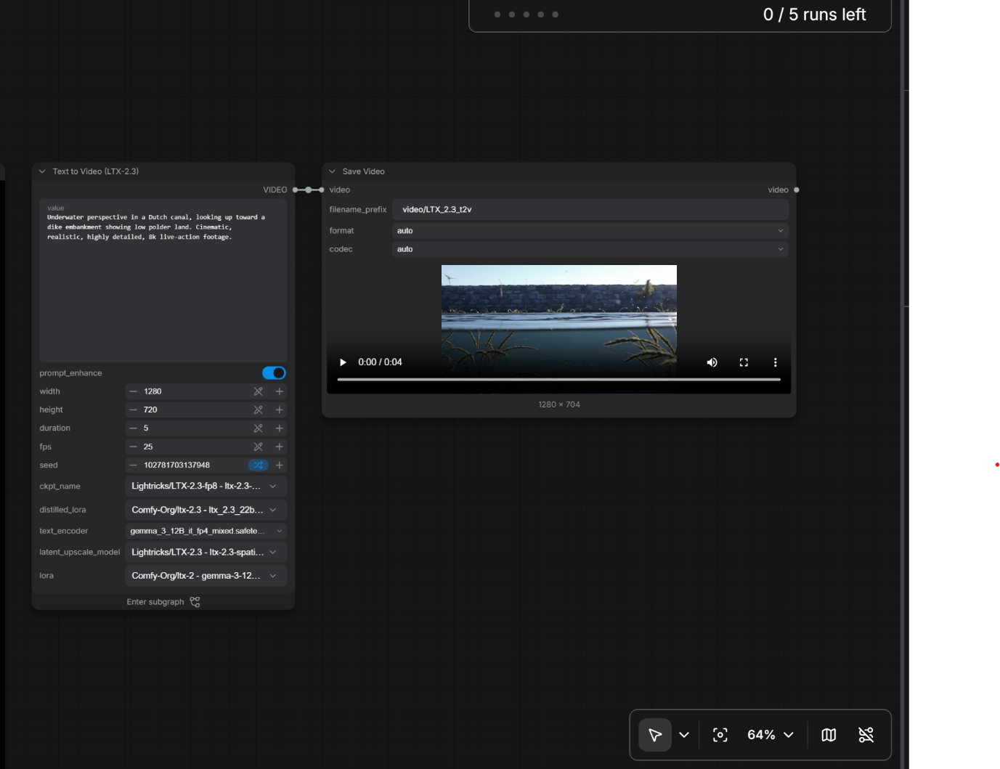 0 / 5 runs left
Text to Video (LTX-2.3)
VIDEO
value
Underwater perspective in a Dutch canal, looking up toward a
dike embankment showing low polder land. Cinematic,
realistic, highly detailed, 8k live-action footage.
prompt_enhance
width 1280
height 720
duration 5
fps 25
seed 102781703137948
ckpt_name Lightricks/LTX-2.3-fp8 - ltx-2.3-...
distilled_lora Comfy-Org/ltx-2.3 - ltx_2.3_22b...
text_encoder gemma_3_12B_it_fp4_mixed.safete...
latent_upscale_model Lightricks/LTX-2.3 - ltx-2.3-spati...
lora Comfy-Org/ltx-2 - gemma-3-12...
Enter subgraph
Save Video
video video
filename_prefix video/LTX_2.3_t2v
format auto
codec auto
0:00 / 0:04
1280 × 704
64%